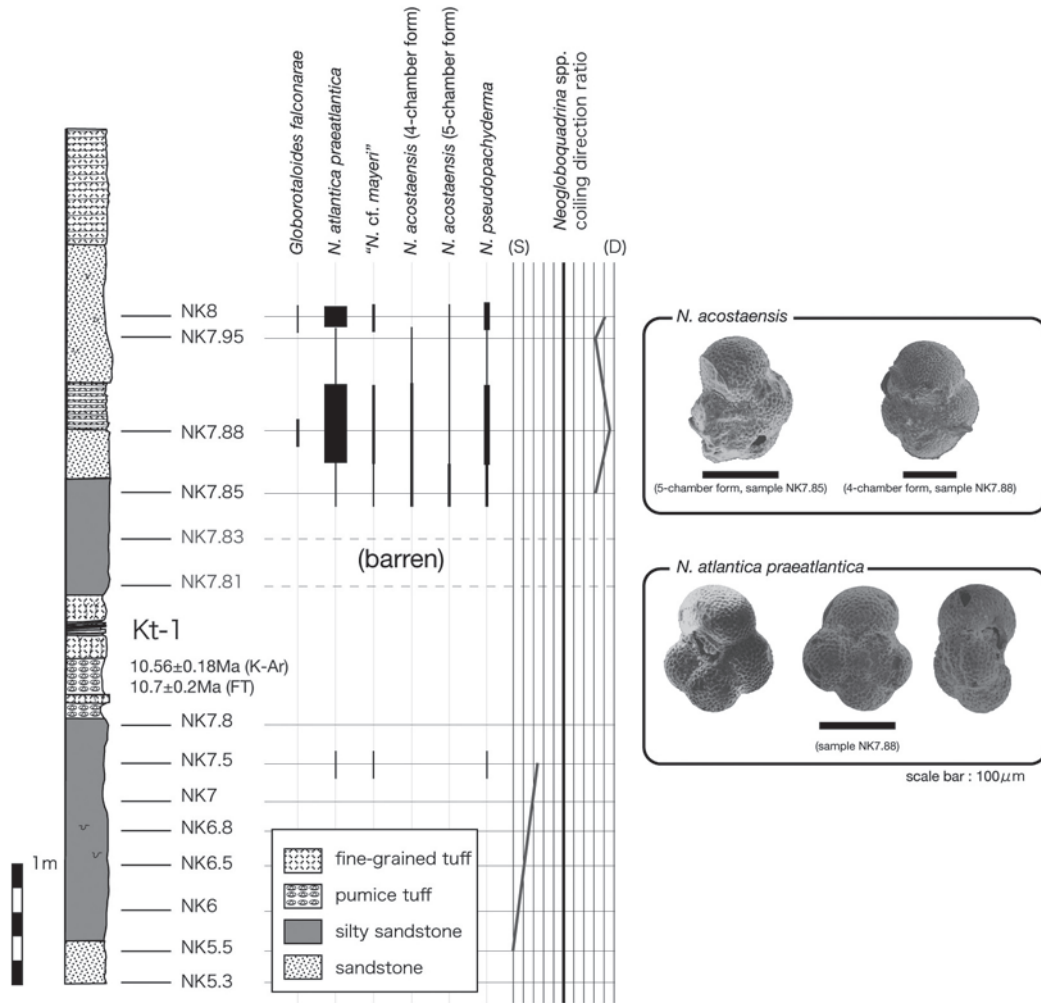 Globorotaloides falconarae
N. atlantica praeatlantica
"N. cf. mayeri"
N. acostaensis (4-chamber form)
N. acostaensis (5-chamber form)
N. pseudopachyderma
Neogloboquadrina spp.
coiling direction ratio
(S)
(D)
NK8
NK7.95
NK7.88
NK7.85
NK7.83
NK7.81
(barren)
Kt-1
10.56±0.18Ma (K-Ar)
10.7±0.2Ma (FT)
NK7.8
NK7.5
NK7
NK6.8
NK6.5
NK6
NK5.5
NK5.3
1m
fine-grained tuff
pumice tuff
silty sandstone
sandstone
N. acostaensis
(5-chamber form, sample NK7.85)
(4-chamber form, sample NK7.88)
N. atlantica praeatlantica
(sample NK7.88)
scale bar : 100μm